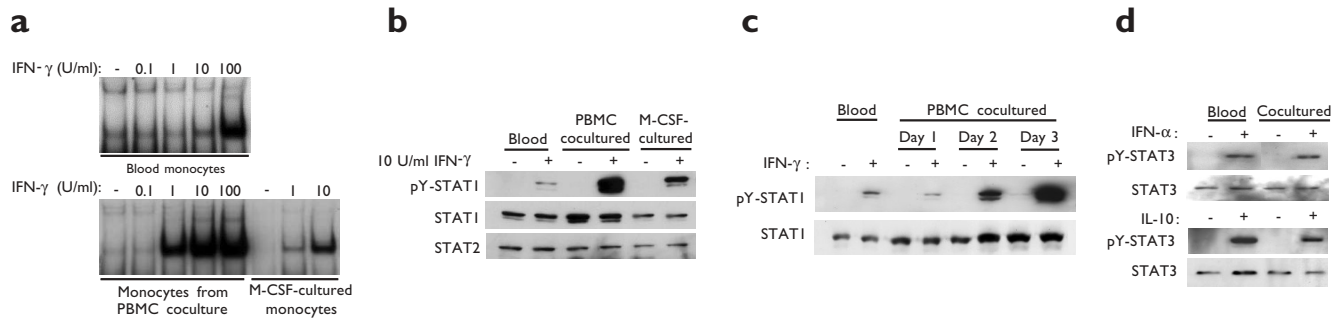 a
IFN-γ (U/ml): - 0.1 1 10 100
Blood monocytes
IFN-γ (U/ml): - 0.1 1 10 100 - 1 10
Monocytes from PBMC coculture
M-CSF-cultured monocytes
b
Blood
PBMC cocultured
M-CSF-cultured
10 U/ml IFN-γ - + - + - +
pY-STAT1
STAT1
STAT2
c
Blood
PBMC cocultured
Day 1 Day 2 Day 3
IFN-γ: - + - + - + - +
pY-STAT1
STAT1
d
Blood Cocultured
IFN-α : - + - +
pY-STAT3
STAT3
IL-10 : - + - +
pY-STAT3
STAT3